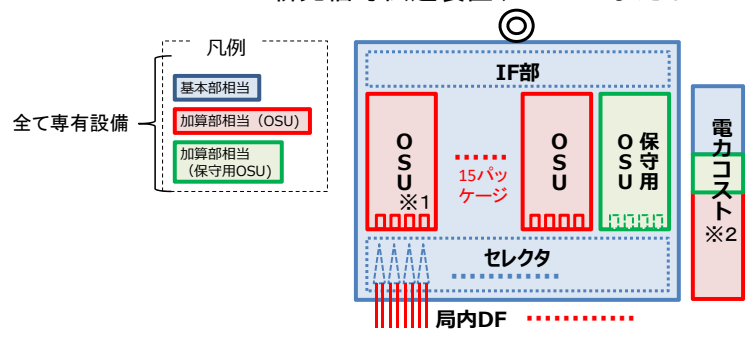 凡例
基本部相当
加算部相当（OSU）
加算部相当
（保守用OSU）
全て専有設備
IF部
OSU
※1
15パッ
ケージ
OSU
保守用
OSU
セレクタ
局内DF
電力コスト
※2